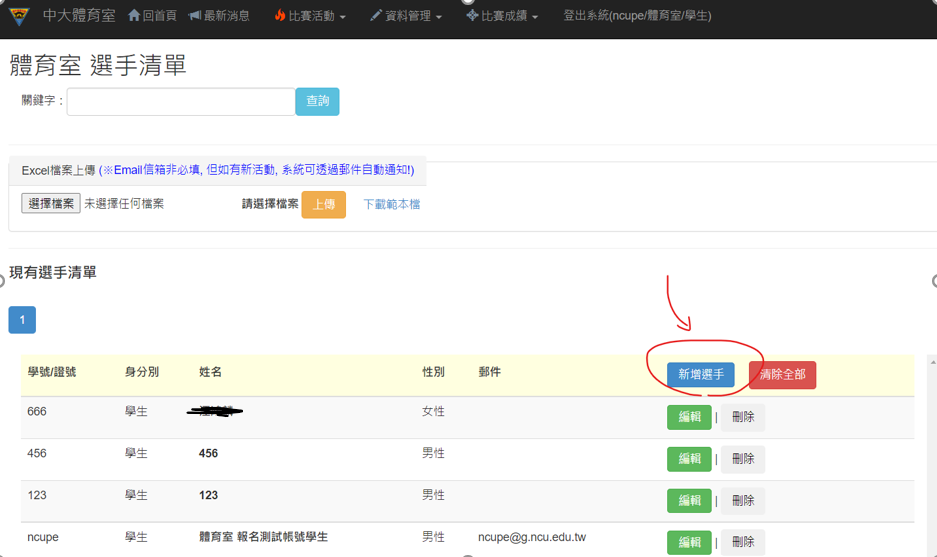 中大體育室 回首頁 最新消息 比賽活動 資料管理 比賽成績 登出系統(ncupe/體育室/學生)
體育室 選手清單
關鍵字： 查詢
Excel檔案上傳 (※Email信箱非必填, 但如有新活動, 系統可透過郵件自動通知!)
選擇檔案 未選擇任何檔案 請選擇檔案 上傳 下載範本檔
現有選手清單
1
學號/證號 身分別 姓名 性別 郵件 新增選手 清除全部
666 學生 女性 編輯 | 刪除
456 學生 456 男性 編輯 | 刪除
123 學生 123 男性 編輯 | 刪除
ncupe 學生 體育室 報名測試帳號學生 男性 ncupe@g.ncu.edu.tw 編輯 | 刪除